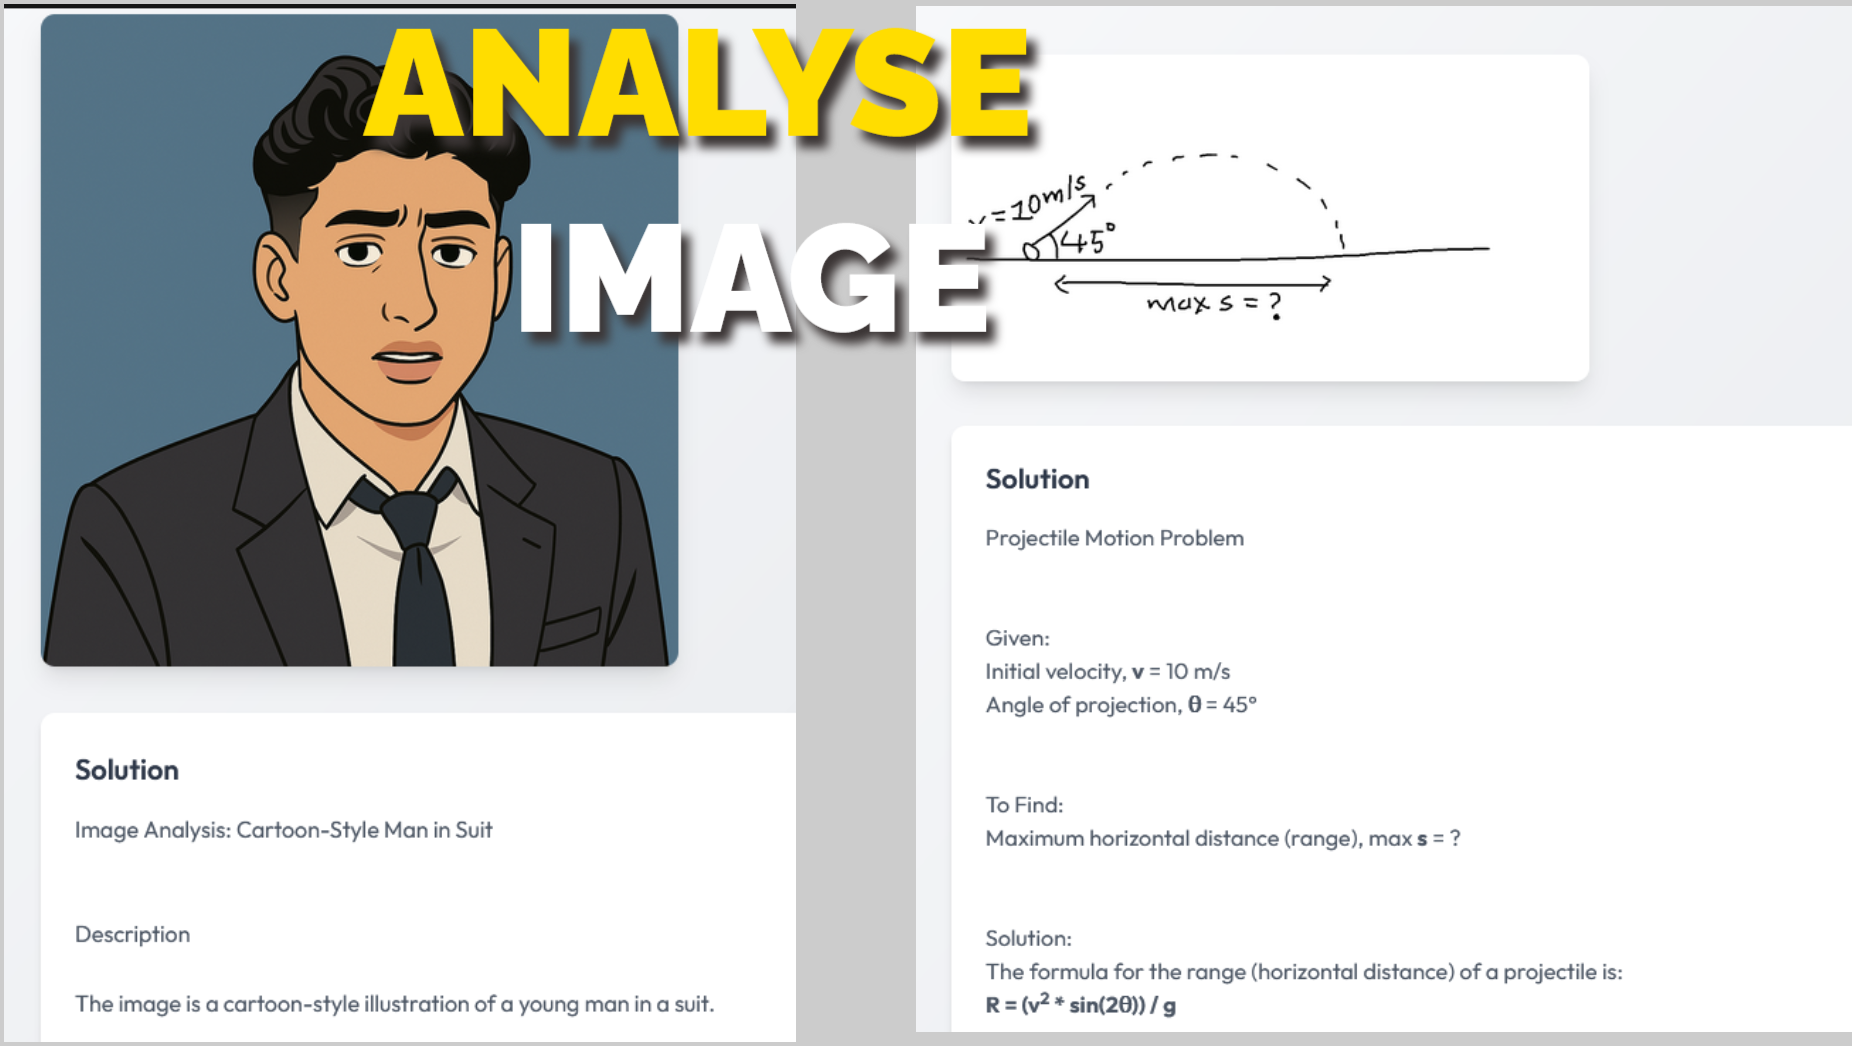 ANALYSE
IMAGE
Solution
Image Analysis: Cartoon-Style Man in Suit
Description
The image is a cartoon-style illustration of a young man in a suit.
= 10 m/s
45°
max s = ?
Solution
Projectile Motion Problem
Given:
Initial velocity, v = 10 m/s
Angle of projection, θ = 45°
To Find:
Maximum horizontal distance (range), max s = ?
Solution:
The formula for the range (horizontal distance) of a projectile is:
R = (v² * sin(2θ)) / g